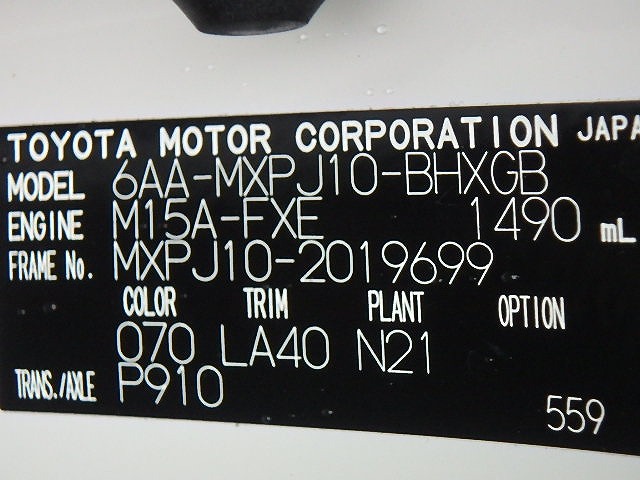 TOYOTA MOTOR CORPORATION JAPA
MODEL 6AA-MXPJ10-BHXGB
ENGINE M15A-FXE 1490 mL
FRAME No. MXPJ10-2019699
COLOR TRIM PLANT OPTION
070 LA40 N21
TRANS./AXLE P910
559